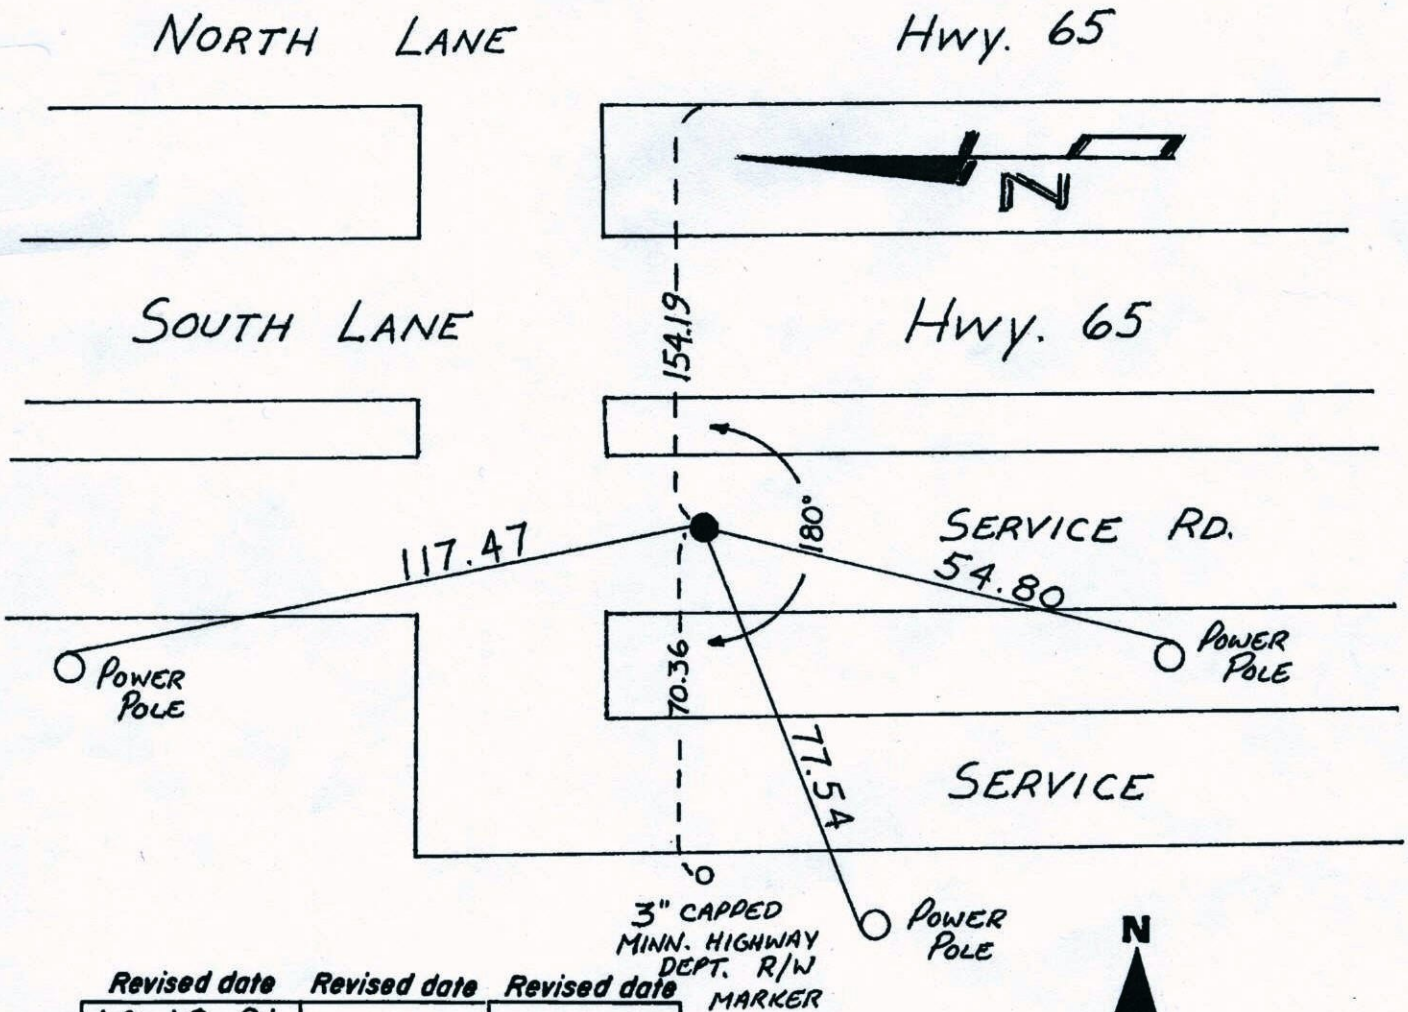 NORTH LANE Hwy. 65
N
154.19
SOUTH LANE Hwy. 65
180°
SERVICE RD.
117.47
54.80
POWER
POLE
POWER
POLE
70.36
77.54
SERVICE
3" CAPPED
MINN. HIGHWAY
DEPT. R/W
MARKER
POWER
POLE
N
Revised date Revised date Revised date